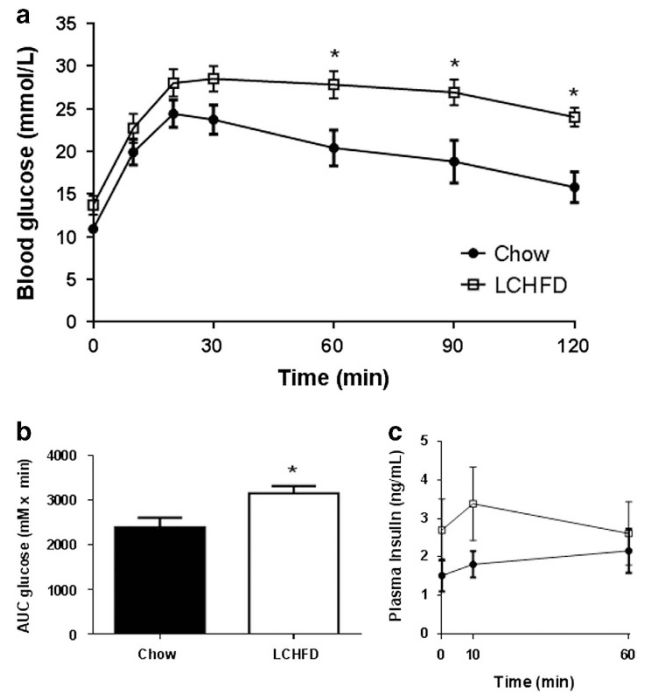 a
Blood glucose (mmol/L)
35
30
25
20
15
10
5
0
*
*
*
Chow
LCHFD
0
30
60
90
120
Time (min)
b
AUC glucose (mM x min)
4000
3000
2000
1000
0
*
Chow
LCHFD
c
Plasma Insulin (ng/mL)
5
4
3
2
1
0
0
10
60
Time (min)